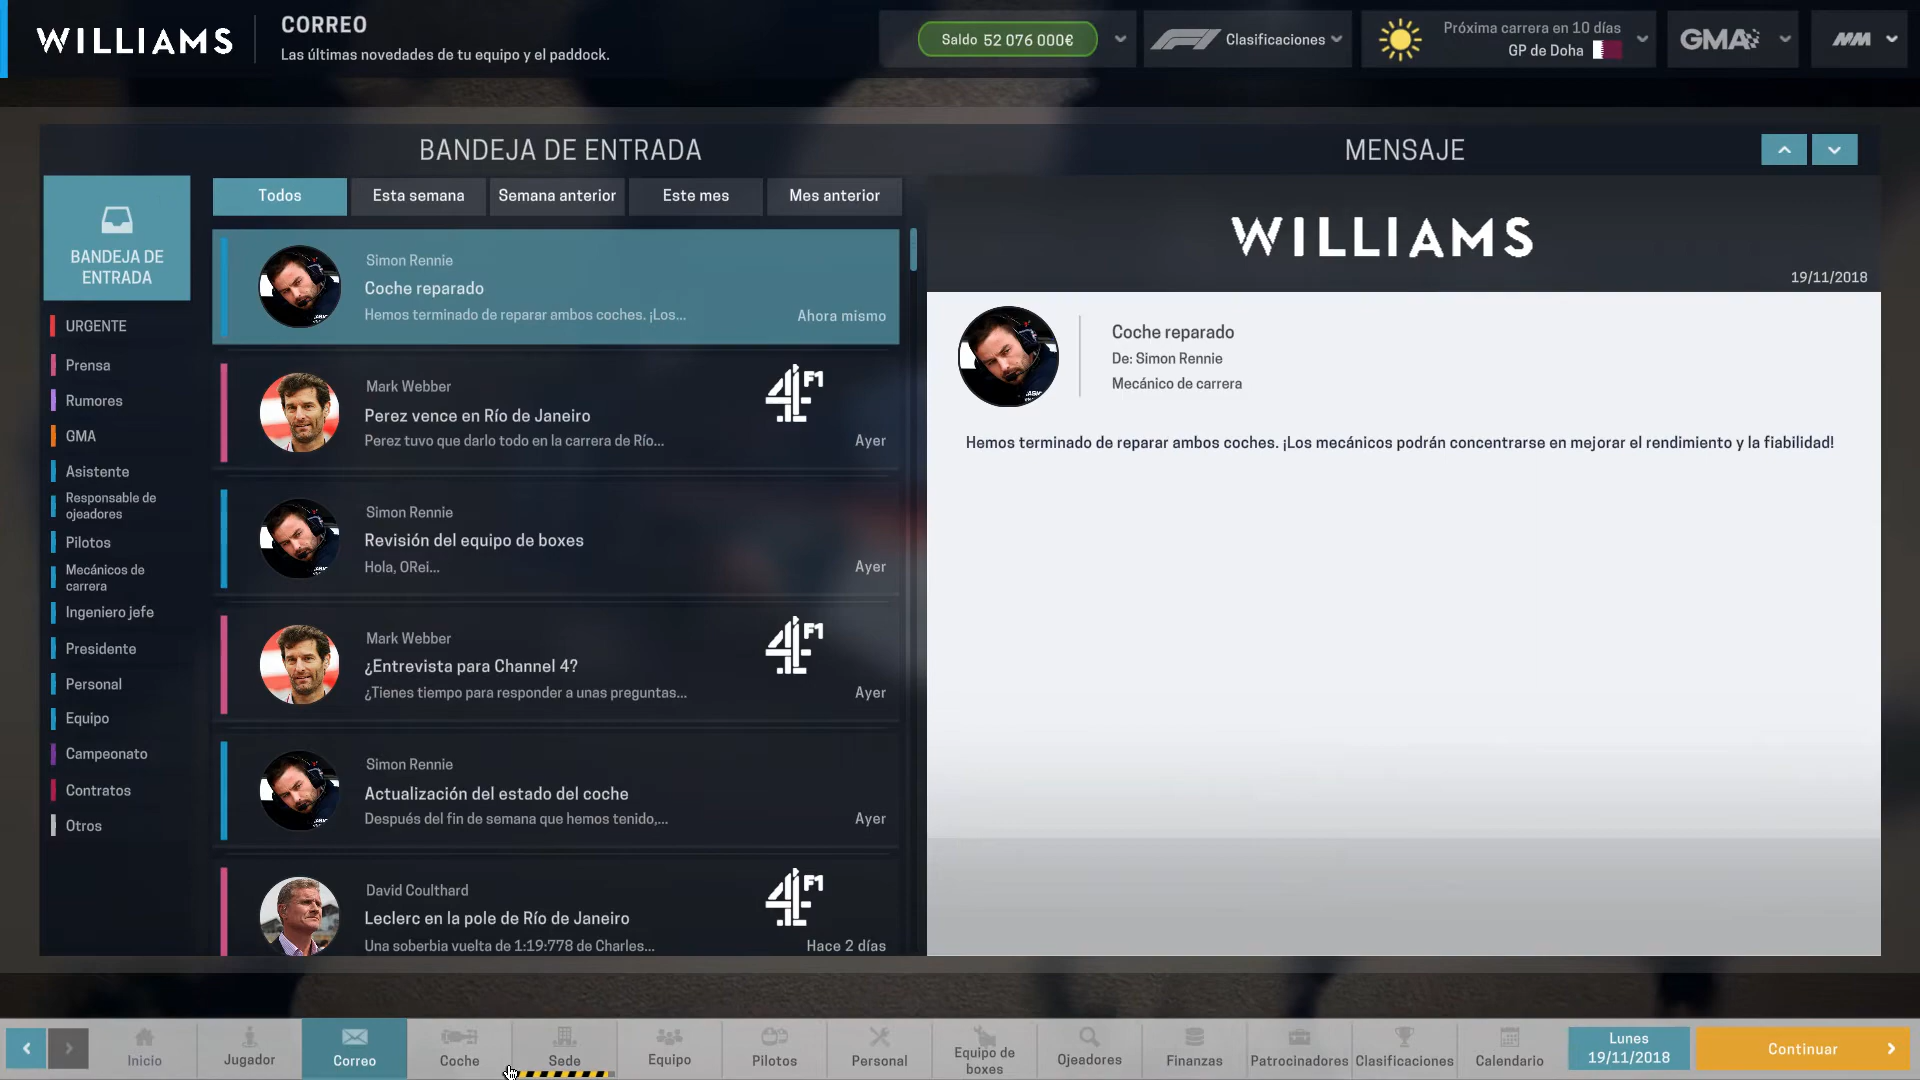 WILLIAMS
CORREO
Las últimas novedades de tu equipo y el paddock.
Saldo 52 076 000€
Clasificaciones
Próxima carrera en 10 días
GP de Doha
GMA
BANDEJA DE ENTRADA
MENSAJE
BANDEJA DE
ENTRADA
Todos
Esta semana
Semana anterior
Este mes
Mes anterior
URGENTE
Prensa
Rumores
GMA
Asistente
Responsable de
ojeadores
Pilotos
Mecánicos de
carrera
Ingeniero jefe
Presidente
Personal
Equipo
Campeonato
Contratos
Otros
Simon Rennie
Coche reparado
Hemos terminado de reparar ambos coches. ¡Los...
Ahora mismo
Mark Webber
Perez vence en Río de Janeiro
Perez tuvo que darlo todo en la carrera de Río...
4 F1
Ayer
Simon Rennie
Revisión del equipo de boxes
Hola, ORei...
Ayer
Mark Webber
¿Entrevista para Channel 4?
¿Tienes tiempo para responder a unas preguntas...
4 F1
Ayer
Simon Rennie
Actualización del estado del coche
Después del fin de semana que hemos tenido,...
Ayer
David Coulthard
Leclerc en la pole de Río de Janeiro
Una soberbia vuelta de 1:19:778 de Charles...
4 F1
Hace 2 días
WILLIAMS
19/11/2018
Coche reparado
De: Simon Rennie
Mecánico de carrera
Hemos terminado de reparar ambos coches. ¡Los mecánicos podrán concentrarse en mejorar el rendimiento y la fiabilidad!
Inicio
Jugador
Correo
Coche
Sede
Equipo
Pilotos
Personal
Equipo de
boxes
Ojeadores
Finanzas
Patrocinadores
Clasificaciones
Calendario
Lunes
19/11/2018
Continuar